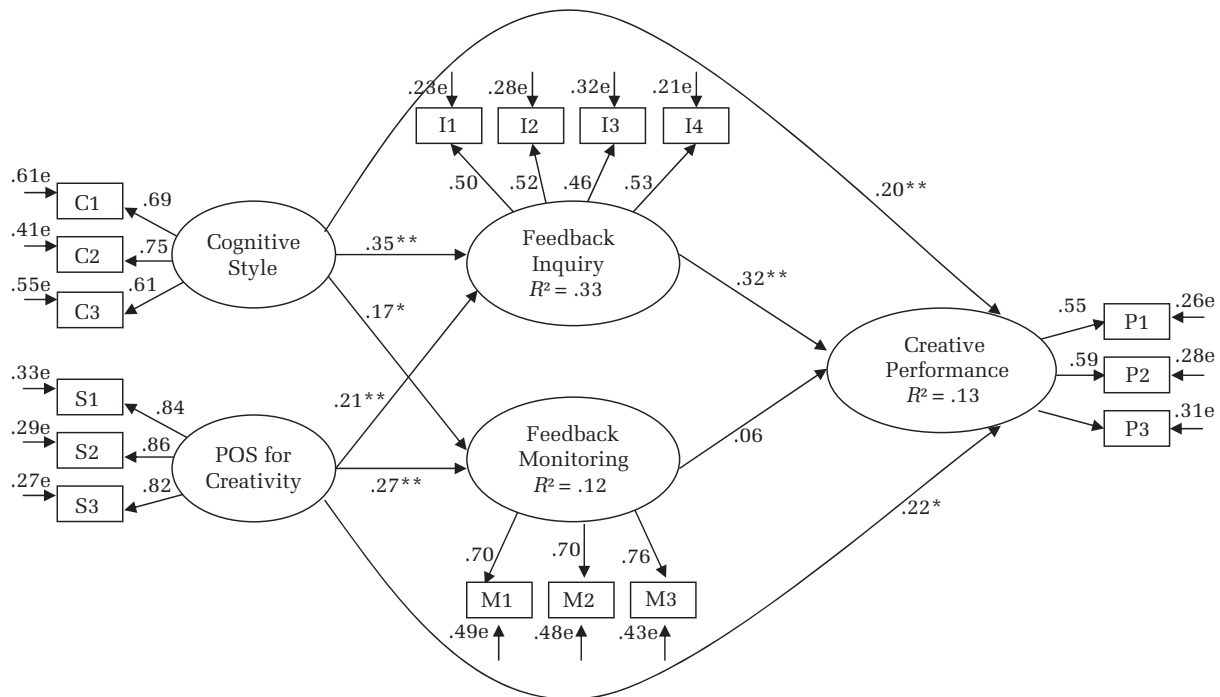 .23e
.28e
.32e
.21e
I1
I2
I3
I4
.50
.52
.46
.53
.61e
C1
.69
.41e
C2
.75
.55e
C3
.61
Cognitive
Style
.35**
.17*
Feedback
Inquiry
R² = .33
.20**
.32**
.33e
S1
.84
.29e
S2
.86
.27e
S3
.82
POS for
Creativity
.21**
.27**
Feedback
Monitoring
R² = .12
.06
.22*
Creative
Performance
R² = .13
.55
P1
.26e
.59
P2
.28e
P3
.31e
.70
.70
.76
M1
M2
M3
.49e
.48e
.43e